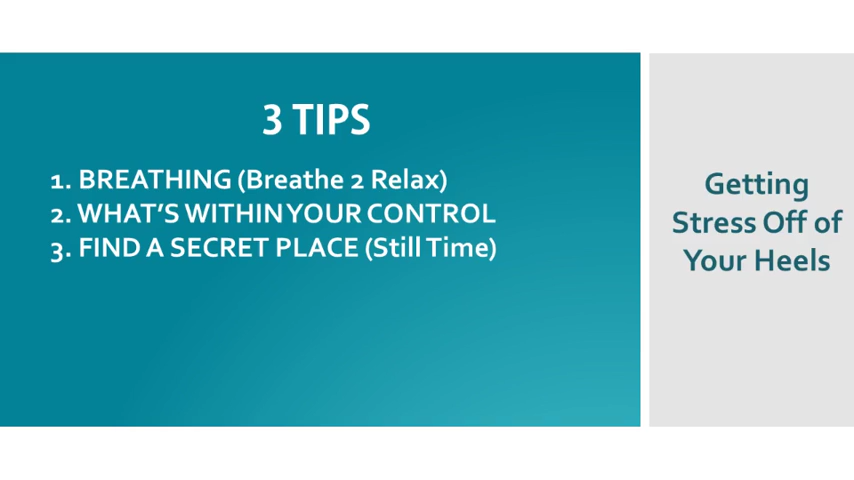 3 TIPS
1. BREATHING (Breathe 2 Relax)
2. WHAT'S WITHIN YOUR CONTROL
3. FIND A SECRET PLACE (Still Time)
Getting
Stress Off of
Your Heels